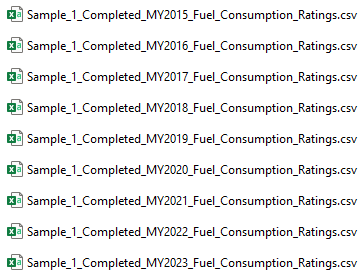 Sample_1_Completed_MY2015_Fuel_Consumption_Ratings.csv
Sample_1_Completed_MY2016_Fuel_Consumption_Ratings.csv
Sample_1_Completed_MY2017_Fuel_Consumption_Ratings.csv
Sample_1_Completed_MY2018_Fuel_Consumption_Ratings.csv
Sample_1_Completed_MY2019_Fuel_Consumption_Ratings.csv
Sample_1_Completed_MY2020_Fuel_Consumption_Ratings.csv
Sample_1_Completed_MY2021_Fuel_Consumption_Ratings.csv
Sample_1_Completed_MY2022_Fuel_Consumption_Ratings.csv
Sample_1_Completed_MY2023_Fuel_Consumption_Ratings.csv